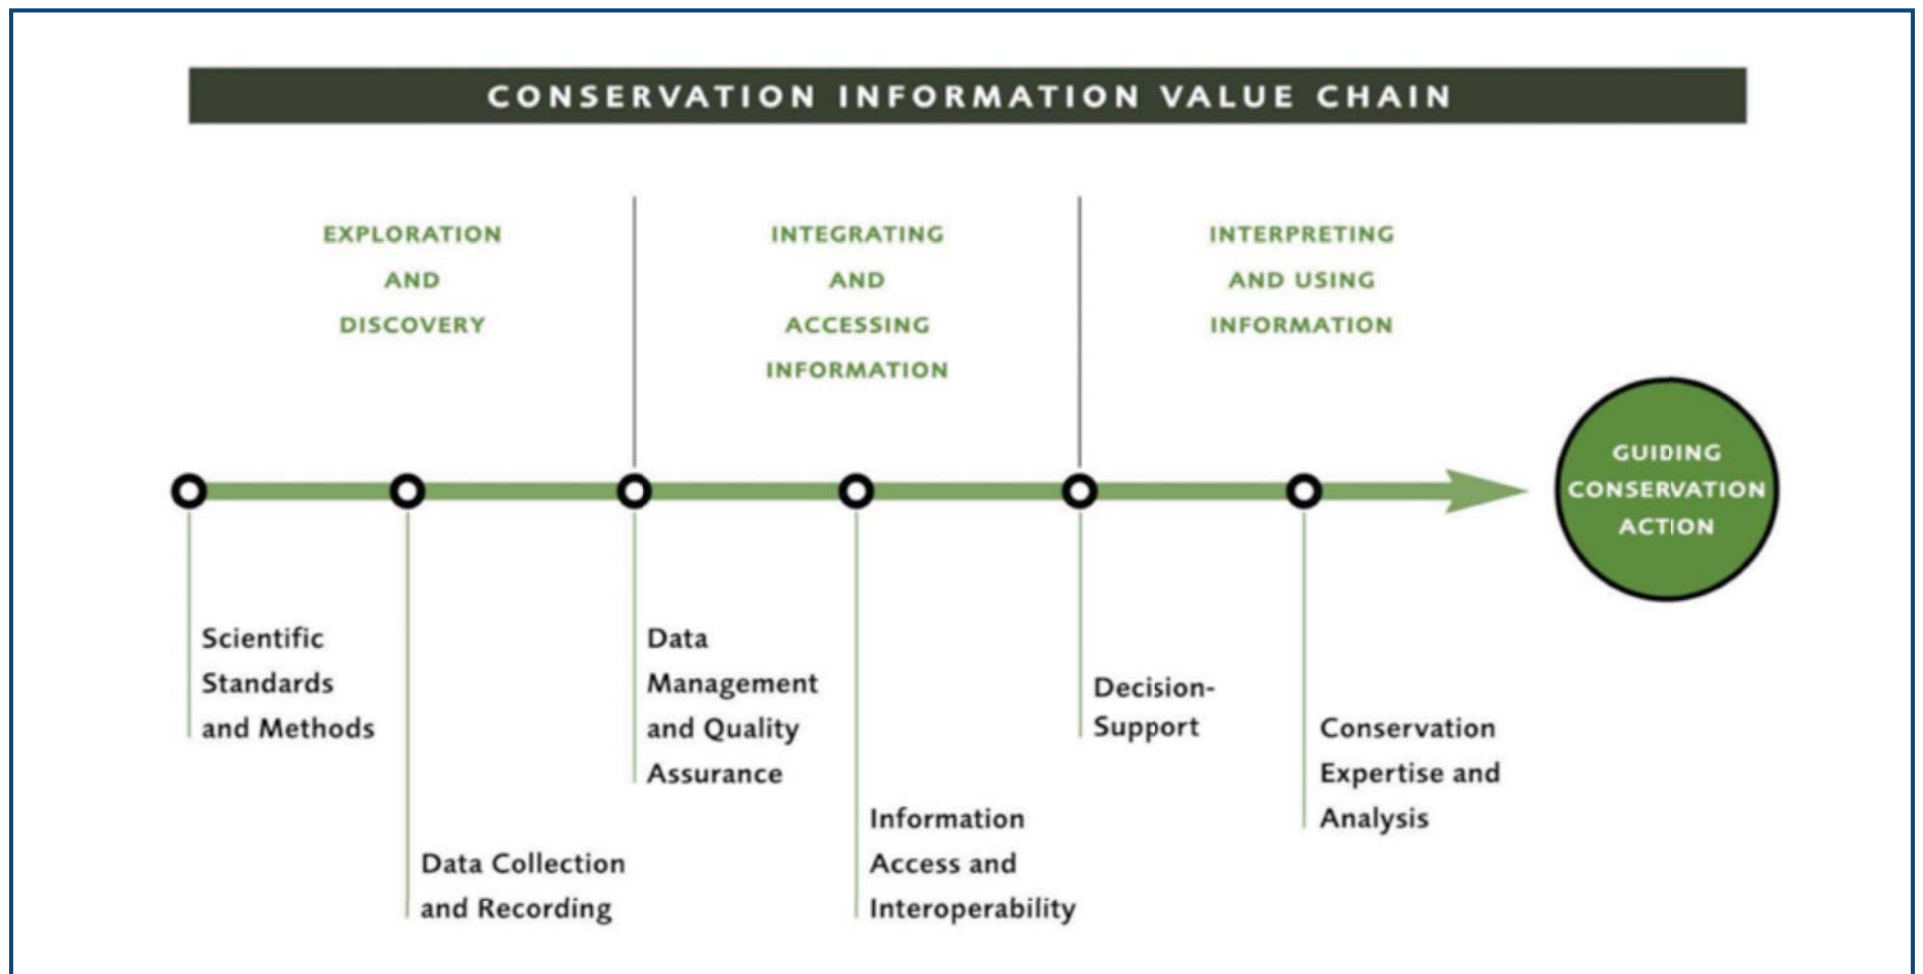 CONSERVATION INFORMATION VALUE CHAIN
EXPLORATION
AND
DISCOVERY
INTEGRATING
AND
ACCESSING
INFORMATION
INTERPRETING
AND USING
INFORMATION
GUIDING
CONSERVATION
ACTION
Scientific
Standards
and Methods
Data Collection
and Recording
Data
Management
and Quality
Assurance
Information
Access and
Interoperability
Decision-
Support
Conservation
Expertise and
Analysis